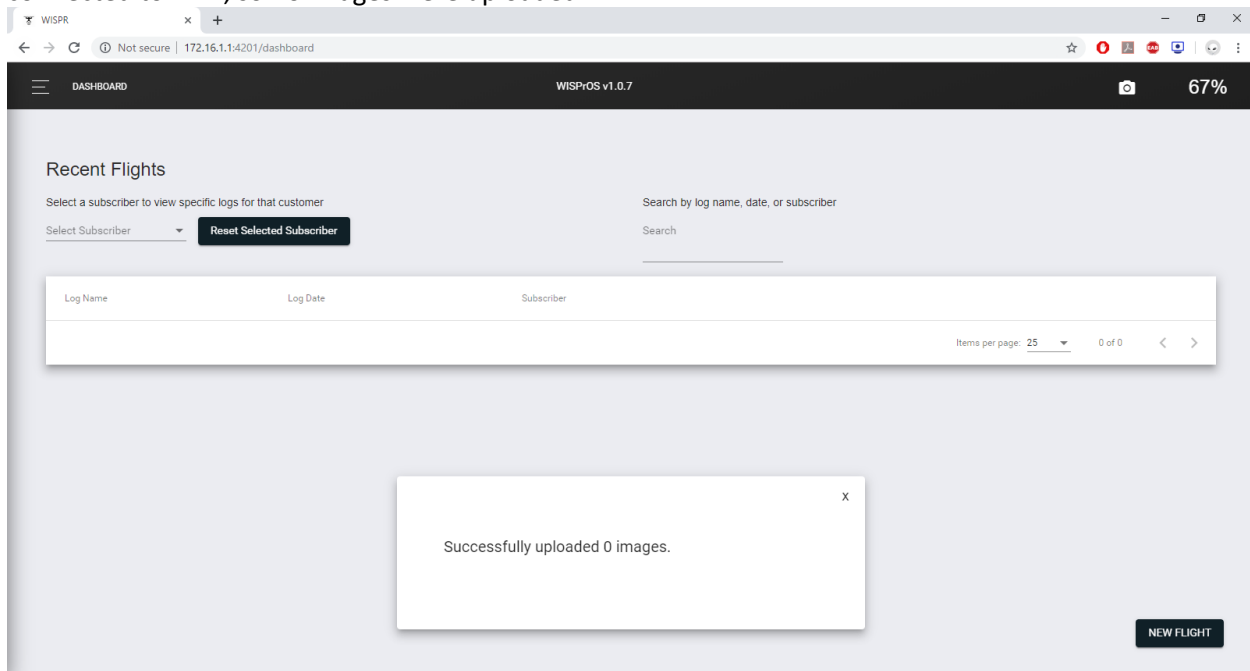 WISPR
Not secure | 172.16.1.1:4201/dashboard
DASHBOARD WISPrOS v1.0.7 67%
Recent Flights
Select a subscriber to view specific logs for that customer Search by log name, date, or subscriber
Select Subscriber Reset Selected Subscriber Search
Log Name Log Date Subscriber
Items per page: 25 0 of 0
X
Successfully uploaded 0 images.
NEW FLIGHT